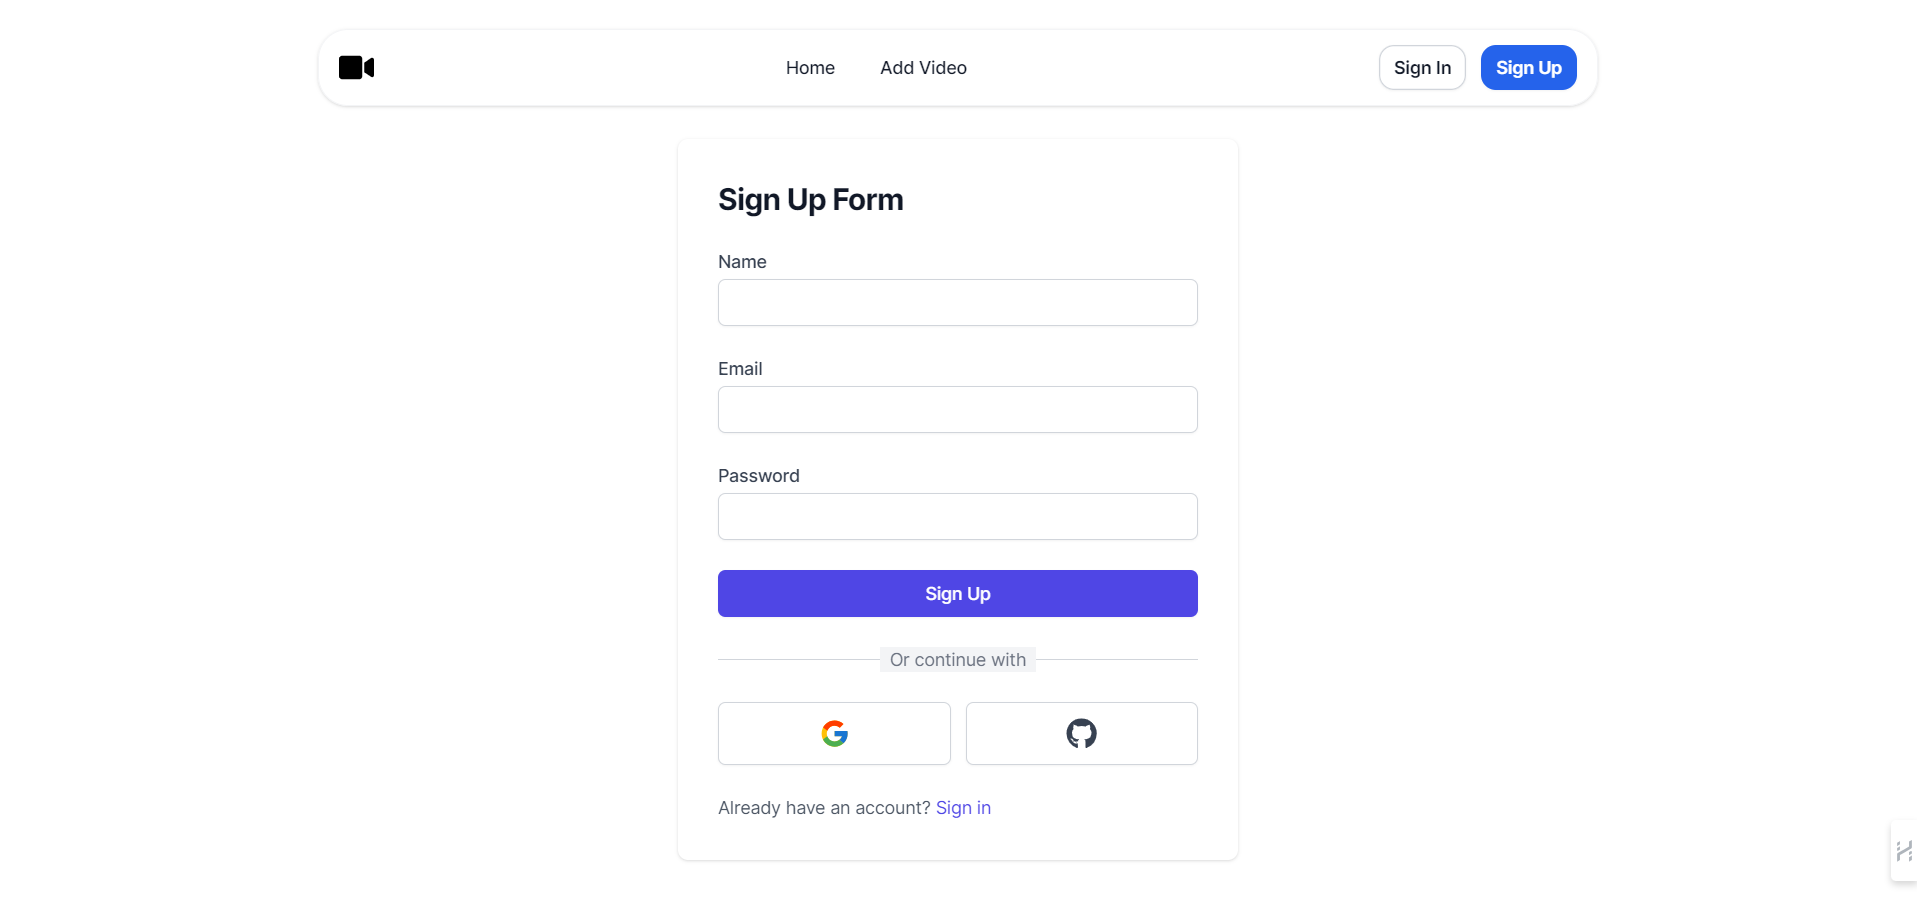 Home
Add Video
Sign In
Sign Up
Sign Up Form
Name
Email
Password
Sign Up
Or continue with
Already have an account? Sign in